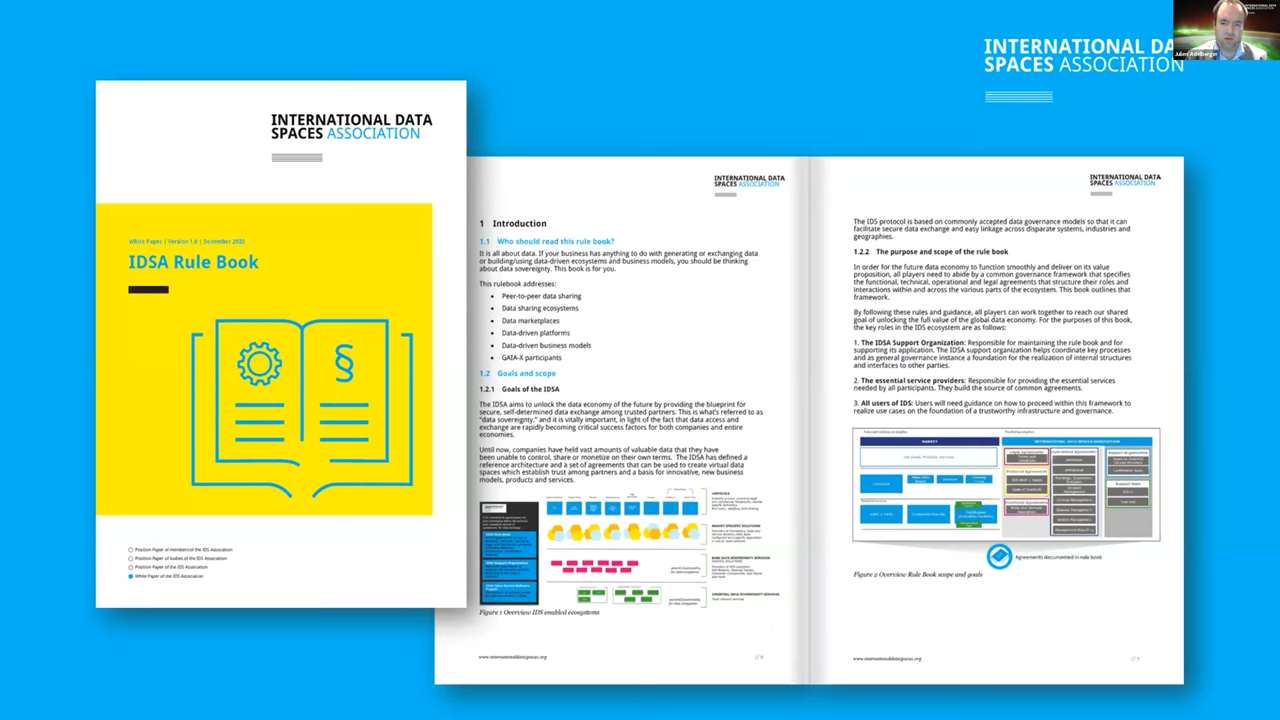 INTERNATIONAL DA
SPACES ASSOCIATION
INTERNATIONAL DATA
SPACES ASSOCIATION
White Paper | Version 1.0 | December 2020
IDSA Rule Book
§
Position Paper of members of the IDS Association
Position Paper of bodies of the IDS Association
Position Paper of the IDS Association
White Paper of the IDS Association
INTERNATIONAL DATA
SPACES ASSOCIATION
1 Introduction
1.1 Who should read this rule book?
It is all about data. If your business has anything to do with generating or exchanging data
or building/using data-driven ecosystems and business models, you should be thinking
about data sovereignty. This book is for you.
This rulebook addresses:
• Peer-to-peer data sharing
• Data sharing ecosystems
• Data marketplaces
• Data-driven platforms
• Data-driven business models
• GAIA-X participants
1.2 Goals and scope
1.2.1 Goals of the IDSA
The IDSA aims to unlock the data economy of the future by providing the blueprint for
secure, self-determined data exchange among trusted partners. This is what's referred to as
"data sovereignty," and it is vitally important, in light of the fact that data access and
exchange are rapidly becoming critical success factors for both companies and entire
economies.
Until now, companies have held vast amounts of valuable data that they have
been unable to control, share or monetize on their own terms. The IDSA has defined a
reference architecture and a set of agreements that can be used to create virtual data
spaces which establish trust among partners and a basis for innovative, new business
models, products and services.
VERTICALS
MARKET SPECIFIC SOLUTIONS
ESSENTIAL DATA SOVEREIGNTY SERVICES
Figure 1 Overview IDS enabled ecosystems
www.internationaldataspaces.org // 6
INTERNATIONAL DATA
SPACES ASSOCIATION
The IDS protocol is based on commonly accepted data governance models so that it can
facilitate secure data exchange and easy linkage across disparate systems, industries and
geographies.
1.2.2 The purpose and scope of the rule book
In order for the future data economy to function smoothly and deliver on its value
proposition, all players need to abide by a common governance framework that specifies
the functional, technical, operational and legal agreements that structure their roles and
interactions within and across the various parts of the ecosystem. This book outlines that
framework.
By following these rules and guidance, all players can work together to reach our shared
goal of unlocking the full value of the global data economy. For the purposes of this book,
the key roles in the IDS ecosystem are as follows:
1. The IDSA Support Organization: Responsible for maintaining the rule book and for
supporting its application. The IDSA support organization helps coordinate key processes
and as general governance instance a foundation for the realization of internal structures
and interfaces to other parties.
2. The essential service providers: Responsible for providing the essential services
needed by all participants. They build the source of common agreements.
3. All users of IDS: Users will need guidance on how to proceed within this framework to
realize use cases on the foundation of a trustworthy infrastructure and governance.
MARKET
INTERNATIONAL DATA SPACES ASSOCIATION
Agreements documented in rule book
Figure 2 Overview Rule Book scope and goals
www.internationaldataspaces.org // 7
Julien Adelberger